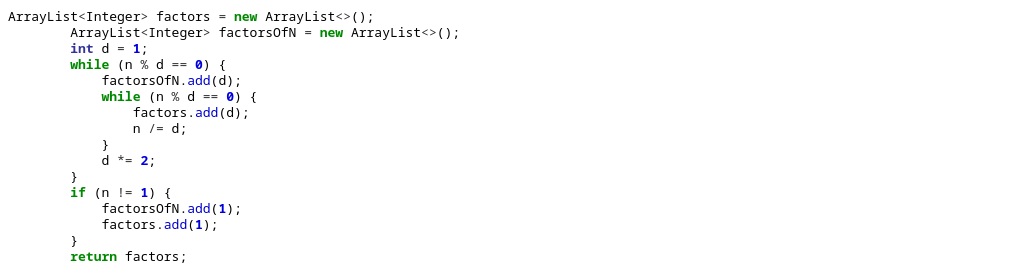 ArrayList<Integer> factors = new ArrayList<>();
        ArrayList<Integer> factorsOfN = new ArrayList<>();
        int d = 1;
        while (n % d == 0) {
            factorsOfN.add(d);
            while (n % d == 0) {
                factors.add(d);
                n /= d;
            }
            d *= 2;
        }
        if (n != 1) {
            factorsOfN.add(1);
            factors.add(1);
        }
        return factors;